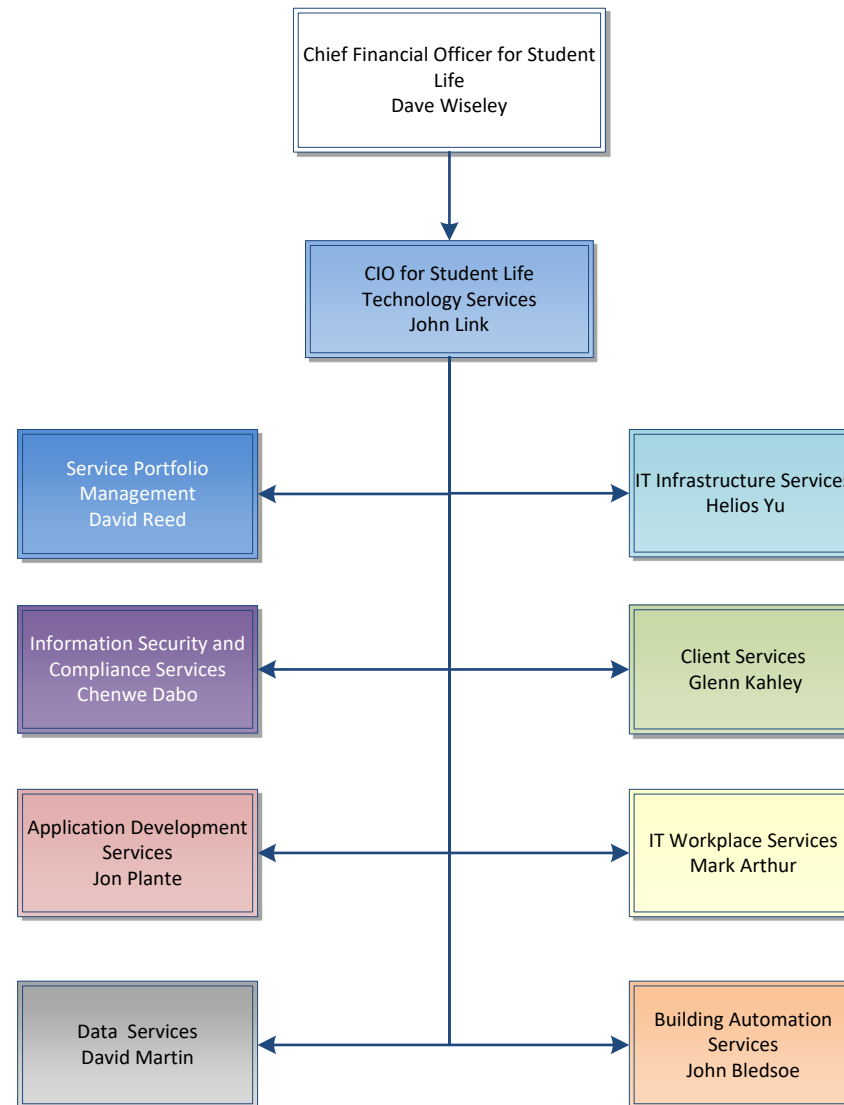 Chief Financial Officer for Student
Life
Dave Wiseley
CIO for Student Life
Technology Services
John Link
Service Portfolio
Management
David Reed
IT Infrastructure Services
Helios Yu
Information Security and
Compliance Services
Chenwe Dabo
Client Services
Glenn Kahley
Application Development
Services
Jon Plante
IT Workplace Services
Mark Arthur
Data  Services
David Martin
Building Automation
Services
John Bledsoe